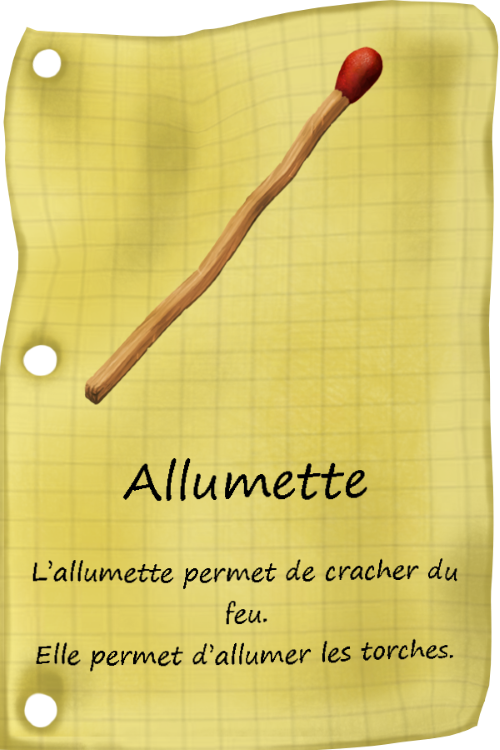 Allumette
L'allumette permet de cracher du
feu.
Elle permet d'allumer les torches.